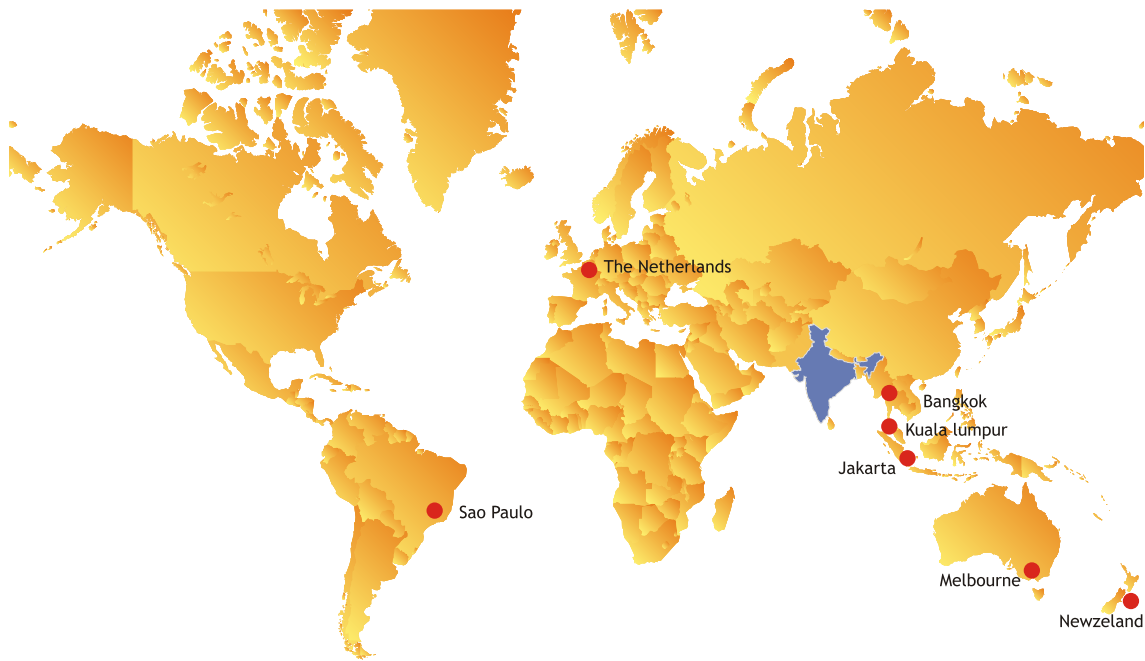 The Netherlands
Bangkok
Kuala lumpur
Jakarta
Sao Paulo
Melbourne
Newzeland